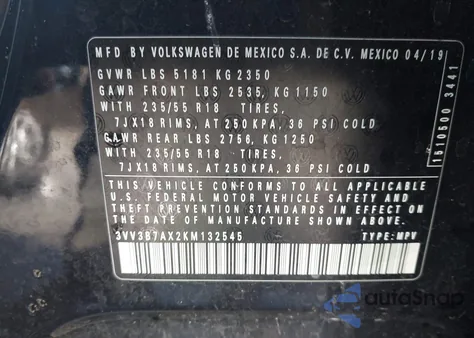 MFD BY VOLKSWAGEN DE MEXICO S.A. DE C.V. MEXICO 04/19
GVWR LBS 5181 KG 2350
GAWR FRONT LBS 2535, KG 1150
WITH 235/55 R18 TIRES,
7JX18 RIMS, AT 250 KPA, 36 PSI COLD
GAWR REAR LBS 2756, KG 1250
WITH 235/55 R18 TIRES,
7JX18 RIMS, AT 250 KPA, 36 PSI COLD
THIS VEHICLE CONFORMS TO ALL APPLICABLE
U.S. FEDERAL MOTOR VEHICLE SAFETY AND
THEFT PREVENTION STANDARDS IN EFFECT ON THE
DATE OF MANUFACTURE SHOWN ABOVE.
3VV3B7AX2KM132545 TYPE: MPV
1510500 3441
autoSnap